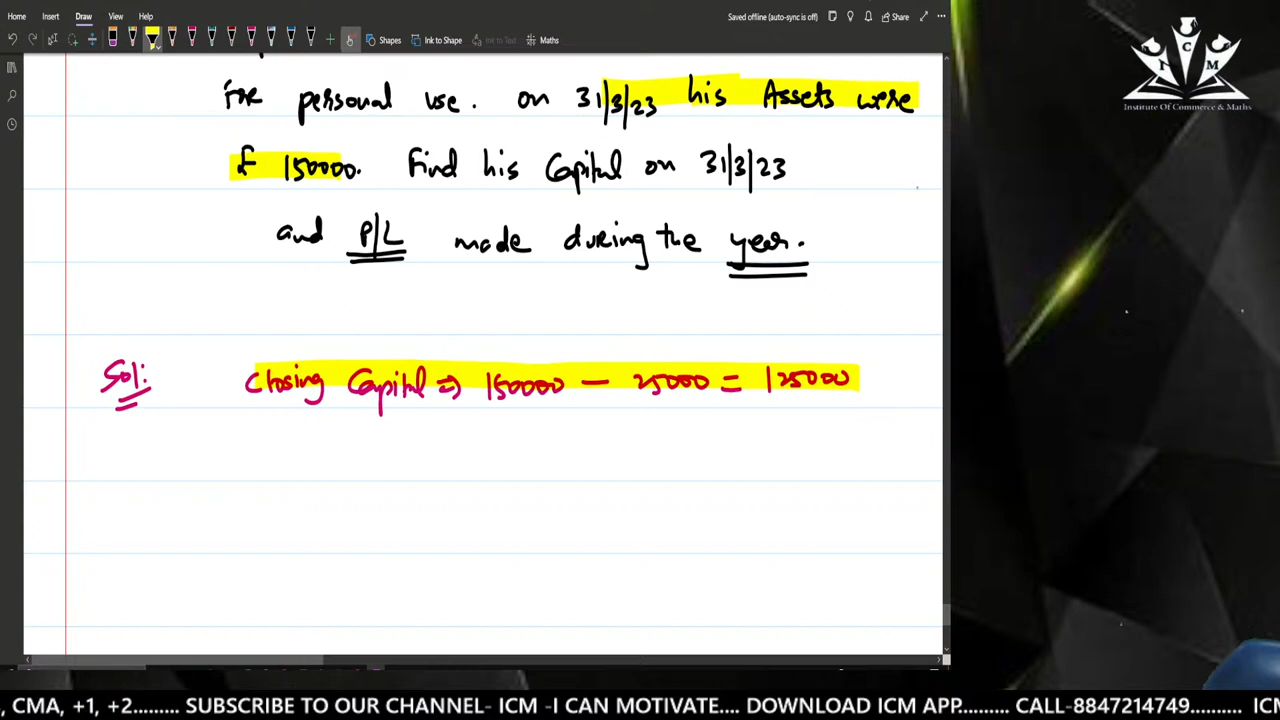 Home Insert Draw View Help Saved offline (auto-sync is off) Share
Shapes Ink to Shape Ink to Text Maths
ICM
Institute Of Commerce & Maths
For personal use. on 31/3/23 his Assets were
₹ 150000. Find his Capital on 31/3/23
and P/L made during the year.
Sol: Closing Capital ⇒ 150000 – 25000 = 125000
, CMA, +1, +2......... SUBSCRIBE TO OUR CHANNEL- ICM -I CAN MOTIVATE.... DOWNLOAD ICM APP......... CALL-8847214749......... ICM